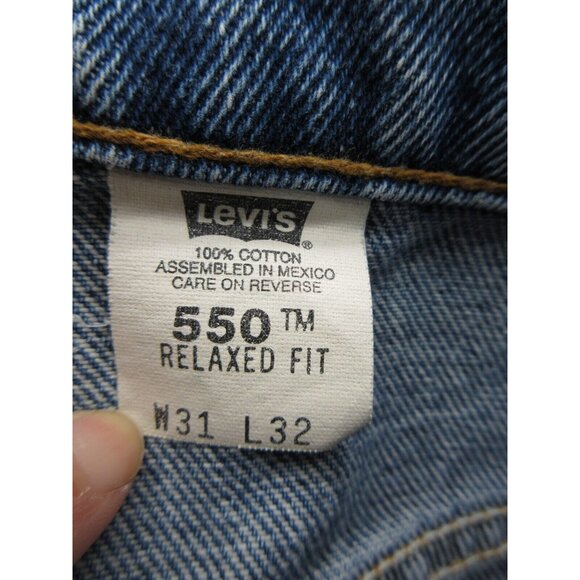 Levi's ®
100% COTTON
ASSEMBLED IN MEXICO
CARE ON REVERSE
550 TM
RELAXED FIT
W31 L32